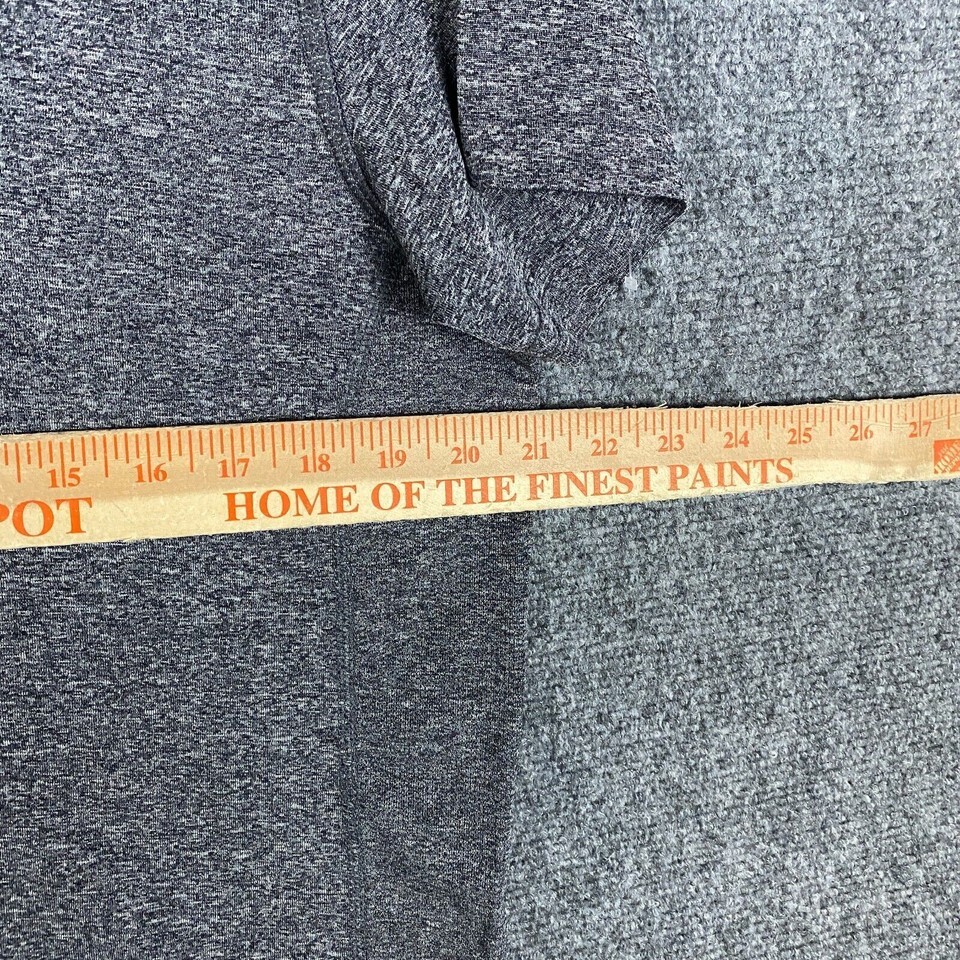 15 16 17 18 19 20 21 22 23 24 25 26 27
POT HOME OF THE FINEST PAINTS